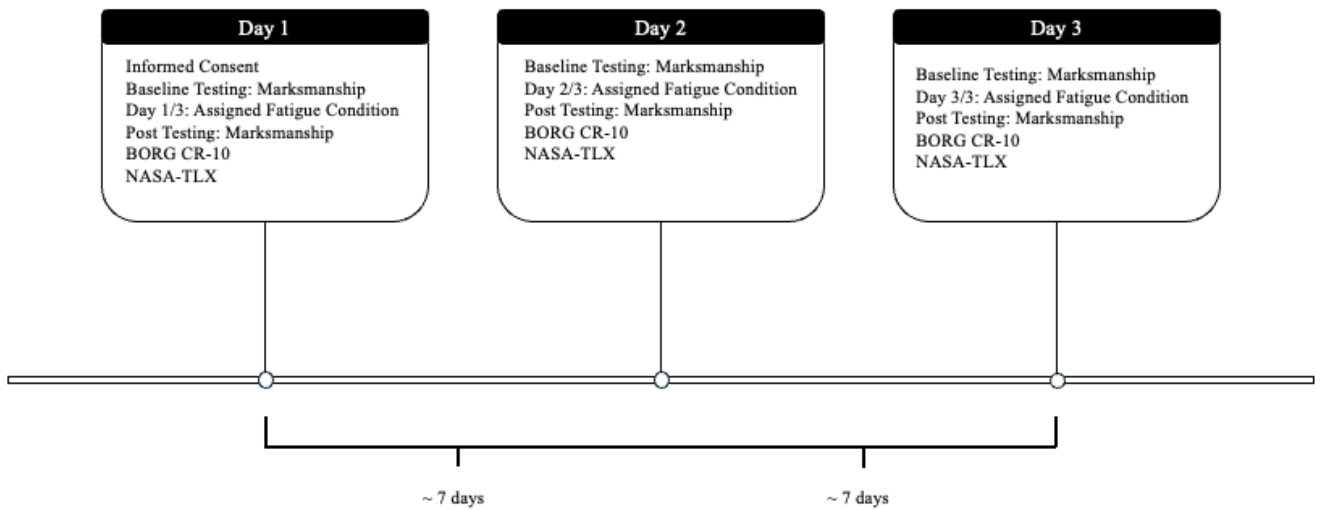 Day 1
Informed Consent
Baseline Testing: Marksmanship
Day 1/3: Assigned Fatigue Condition
Post Testing: Marksmanship
BORG CR-10
NASA-TLX
Day 2
Baseline Testing: Marksmanship
Day 2/3: Assigned Fatigue Condition
Post Testing: Marksmanship
BORG CR-10
NASA-TLX
Day 3
Baseline Testing: Marksmanship
Day 3/3: Assigned Fatigue Condition
Post Testing: Marksmanship
BORG CR-10
NASA-TLX
~ 7 days
~ 7 days